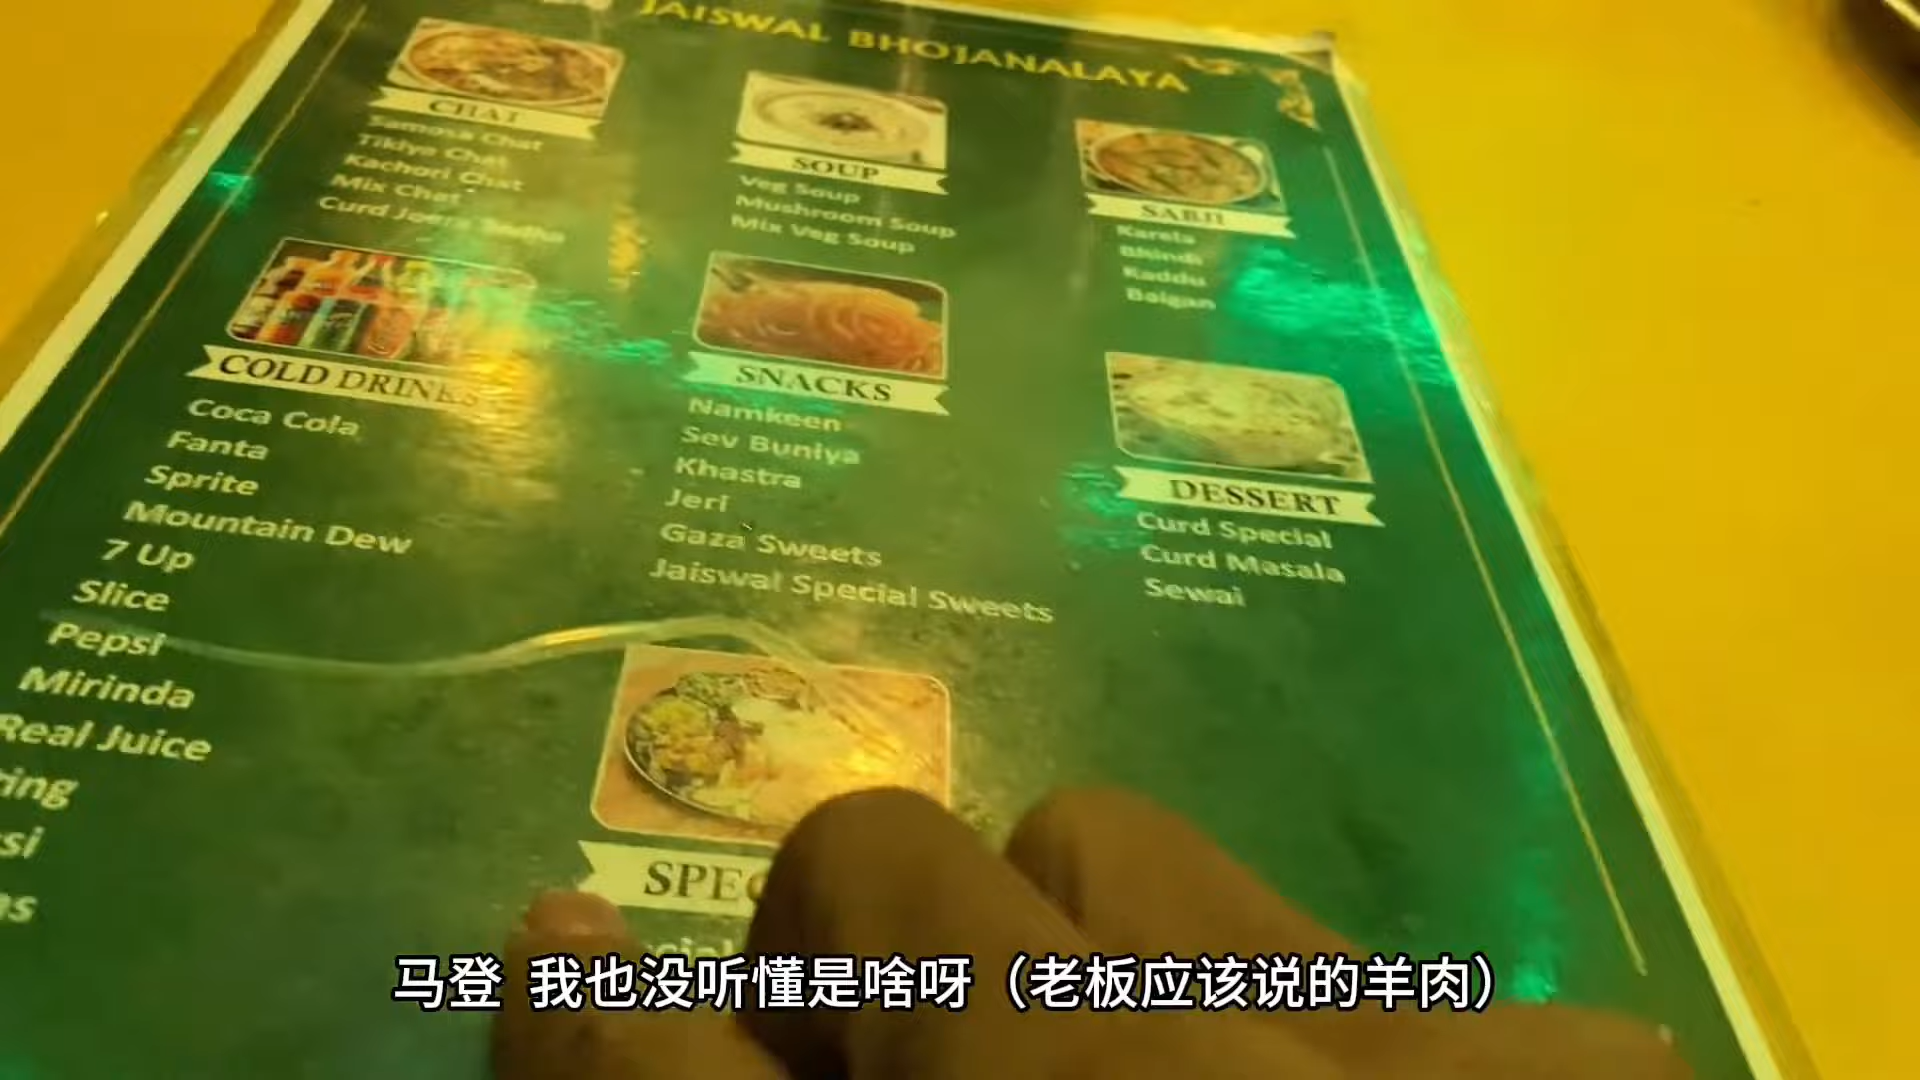 JAISWAL BHOJANALAYA
CHAT
Samosa Chat
Tikiya Chat
Kachori Chat
Mix Chat
Curd
SOUP
Veg Soup
Mushroom Soup
Mix Veg Soup
SABJI
Karela
Bhindi
Kaddu
Baigan
COLD DRINKS
Coca Cola
Fanta
Sprite
Mountain Dew
7 Up
Slice
Pepsi
Mirinda
Real Juice
SNACKS
Namkeen
Sev Buniya
Khastra
Jeri
Gaza Sweets
Jaiswal Special Sweets
DESSERT
Curd Special
Curd Masala
Sewai
马登 我也没听懂是啥呀（老板应该说的羊肉）